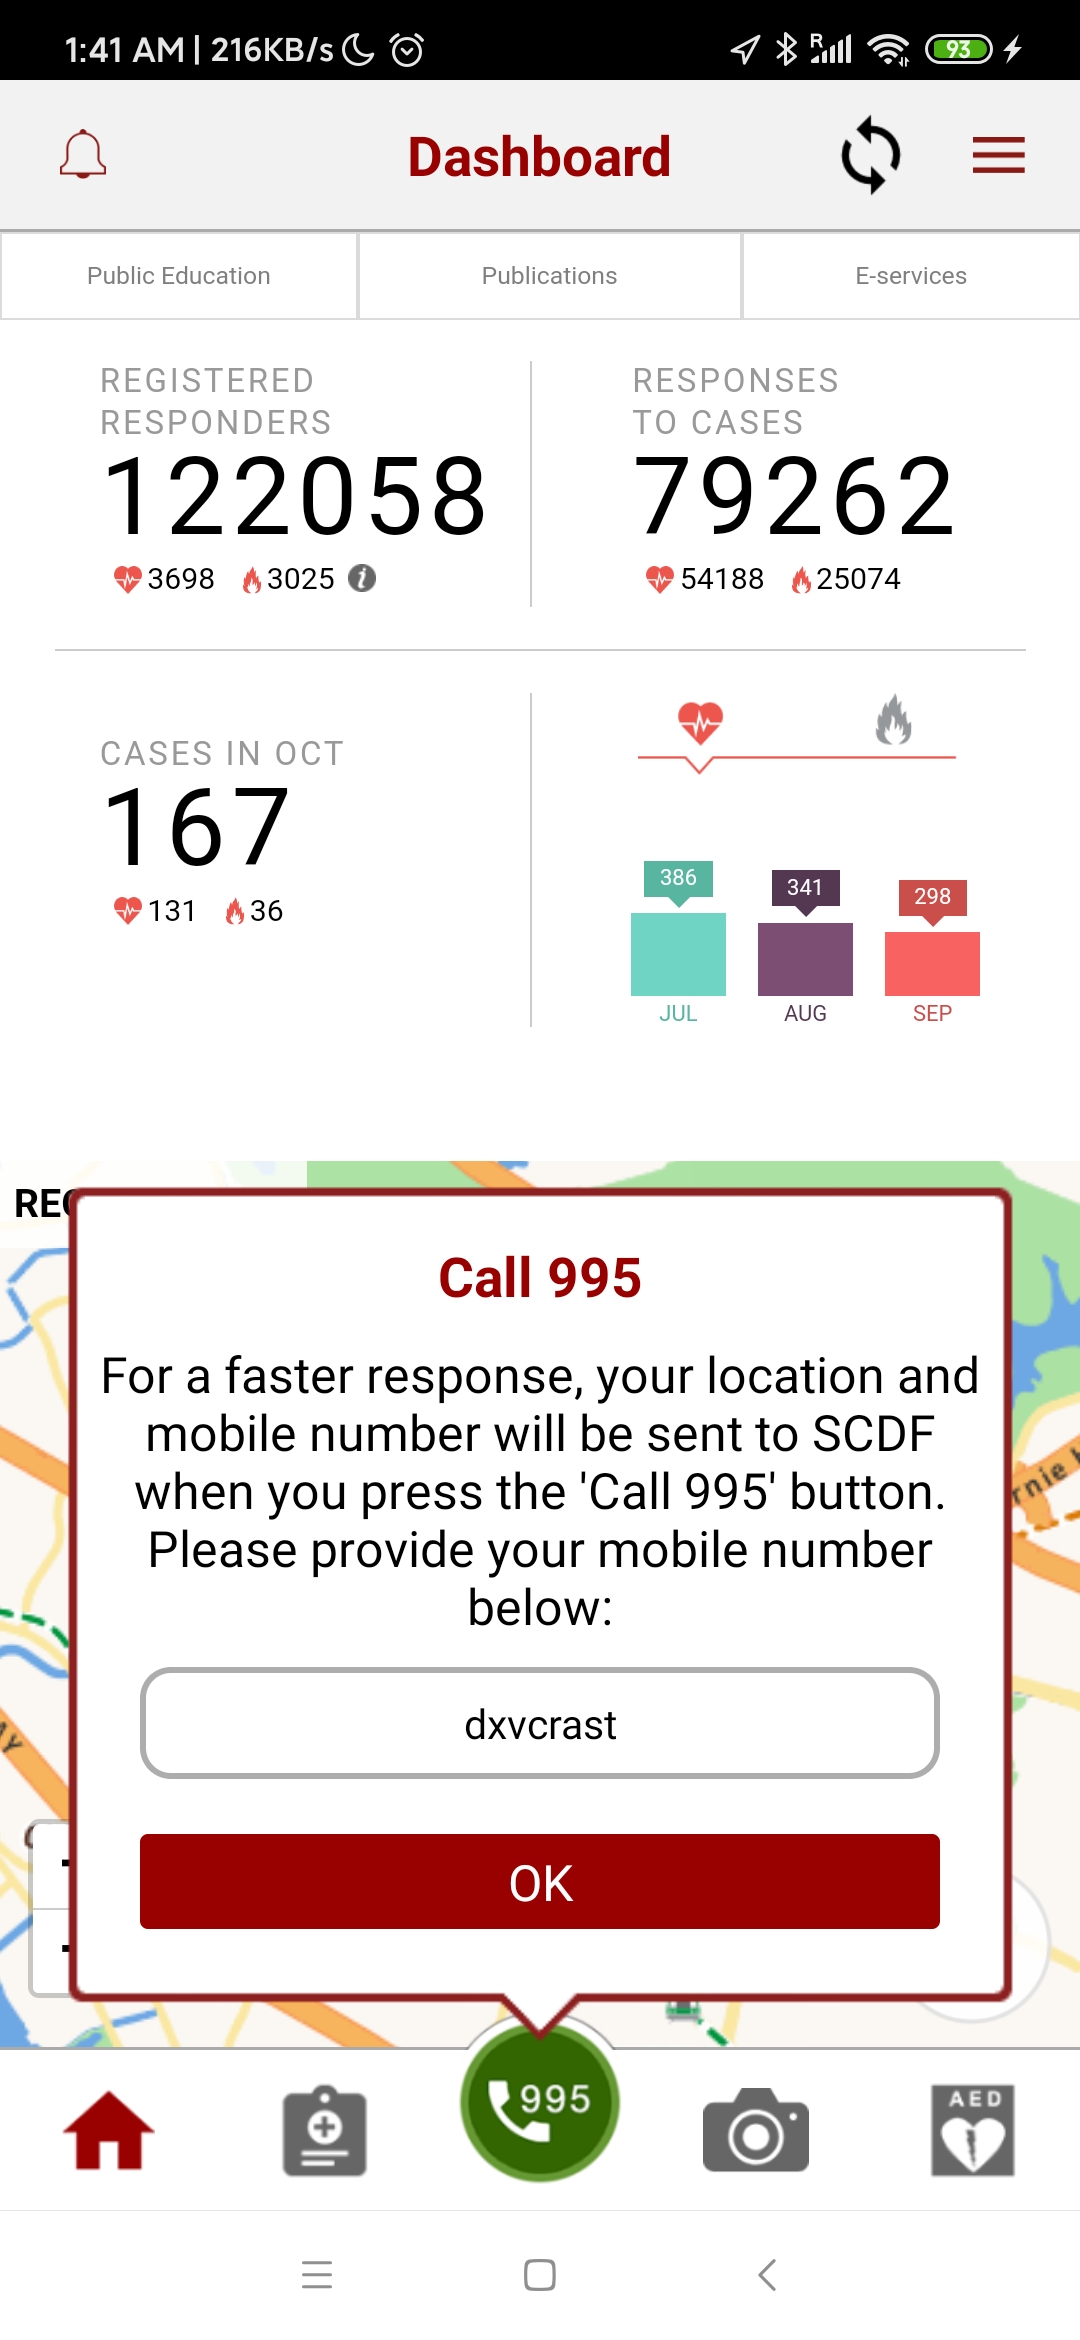 1:41 AM | 216KB/s
R
93
Dashboard
Public Education
Publications
E-services
REGISTERED
RESPONDERS
122058
3698
3025
i
RESPONSES
TO CASES
79262
54188
25074
CASES IN OCT
167
131
36
386
341
298
JUL
AUG
SEP
Call 995
For a faster response, your location and
mobile number will be sent to SCDF
when you press the 'Call 995' button.
Please provide your mobile number
below:
dxvcrast
OK
995
AED